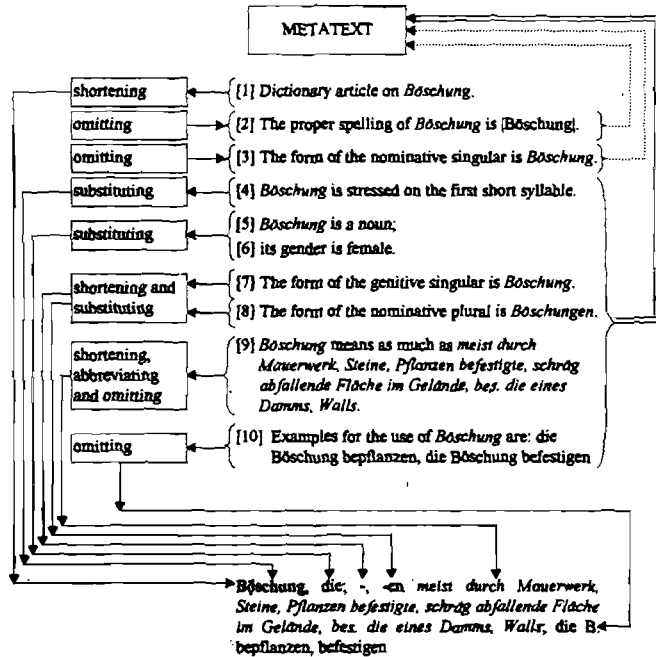 METATEXT
shortening
[1] Dictionary article on Böschung.
omitting
[2] The proper spelling of Böschung is |Böschung|.
omitting
[3] The form of the nominative singular is Böschung.
substituting
[4] Böschung is stressed on the first short syllable.
substituting
[5] Böschung is a noun;
[6] its gender is female.
shortening and
substituting
[7] The form of the genitive singular is Böschung.
[8] The form of the nominative plural is Böschungen.
shortening,
abbreviating
and omitting
[9] Böschung means as much as meist durch
Mauerwerk, Steine, Pflanzen befestigte, schräg
abfallende Fläche im Gelände, bes. die eines
Damms, Walls.
omitting
[10] Examples for the use of Böschung are: die
Böschung bepflanzen, die Böschung befestigen
Böschung, die; -, -en meist durch Mauerwerk,
Steine, Pflanzen befestigte, schräg abfallende Fläche
im Gelände, bes. die eines Damms, Walls; die B.
bepflanzen, befestigen